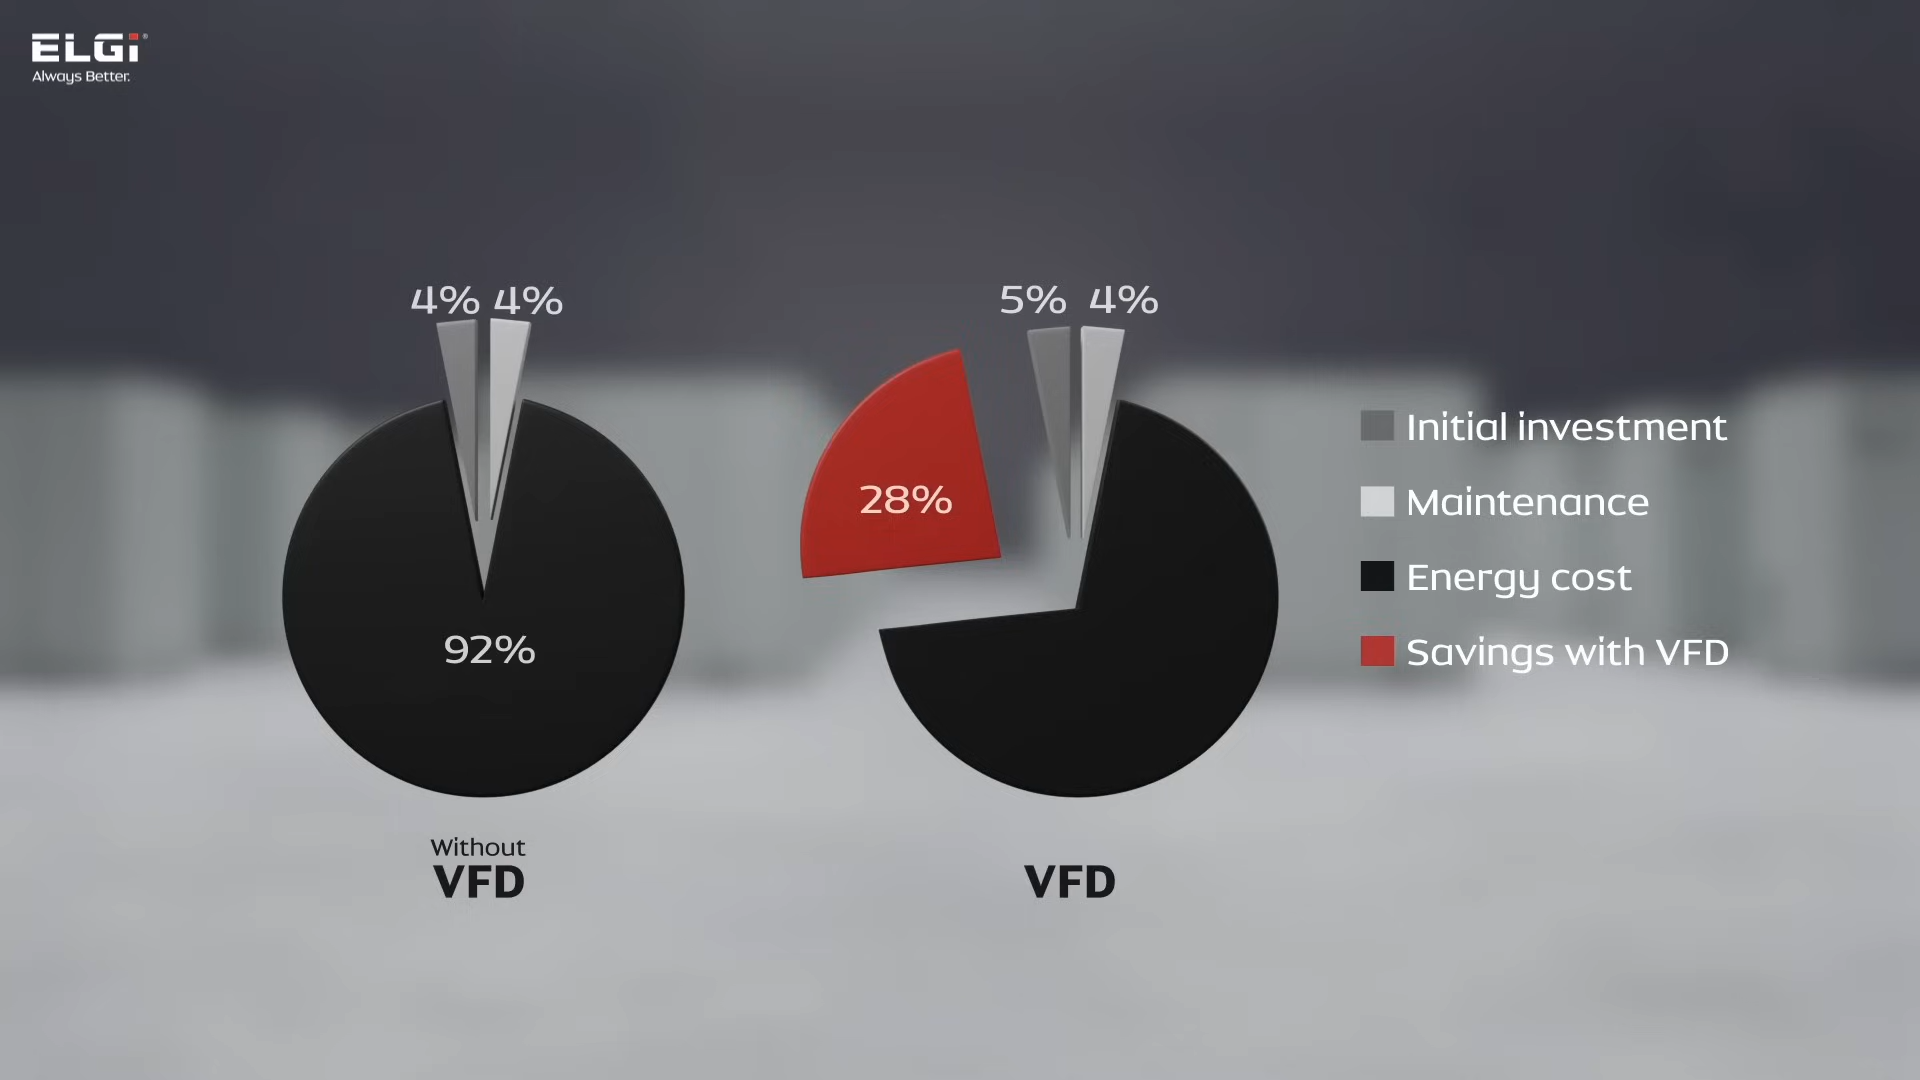 ELGi®
Always Better.
4% 4%
92%
Without
VFD
5% 4%
28%
VFD
Initial investment
Maintenance
Energy cost
Savings with VFD